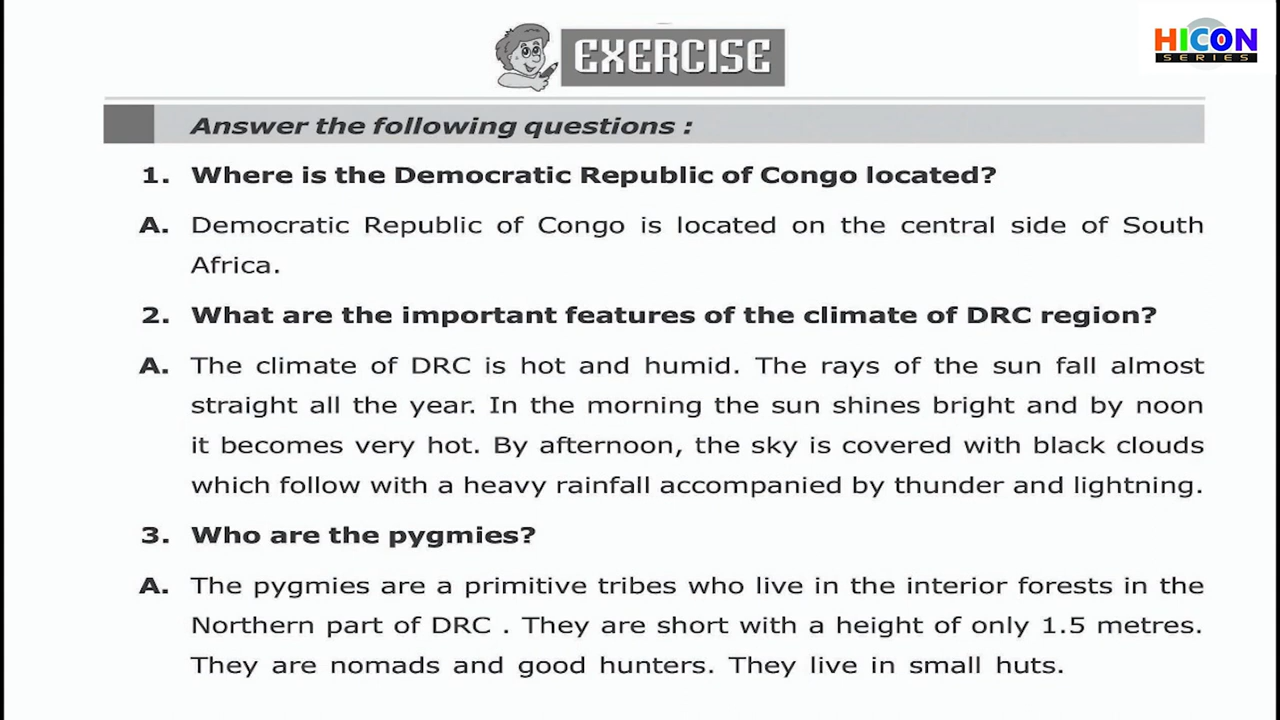 HICON
SERIES
EXERCISE
Answer the following questions :
1. Where is the Democratic Republic of Congo located?
A. Democratic Republic of Congo is located on the central side of South
Africa.
2. What are the important features of the climate of DRC region?
A. The climate of DRC is hot and humid. The rays of the sun fall almost
straight all the year. In the morning the sun shines bright and by noon
it becomes very hot. By afternoon, the sky is covered with black clouds
which follow with a heavy rainfall accompanied by thunder and lightning.
3. Who are the pygmies?
A. The pygmies are a primitive tribes who live in the interior forests in the
Northern part of DRC . They are short with a height of only 1.5 metres.
They are nomads and good hunters. They live in small huts.